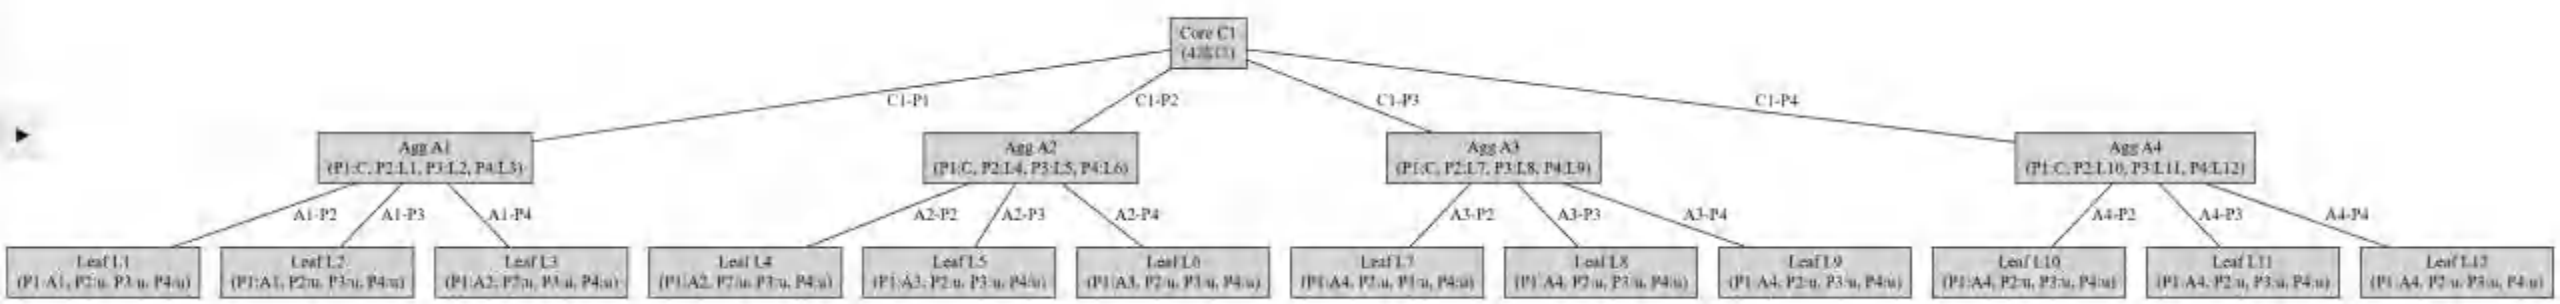 Core C1
(4端口)
C1-P1
C1-P2
C1-P3
C1-P4
Agg A1
(P1:C, P2:L1, P3:L2, P4:L3)
Agg A2
(P1:C, P2:L4, P3:L5, P4:L6)
Agg A3
(P1:C, P2:L7, P3:L8, P4:L9)
Agg A4
(P1:C, P2:L10, P3:L11, P4:L12)
A1-P2
A1-P3
A1-P4
A2-P2
A2-P3
A2-P4
A3-P2
A3-P3
A3-P4
A4-P2
A4-P3
A4-P4
Leaf L1
(P1:A1, P2:u, P3:u, P4:u)
Leaf L2
(P1:A1, P2:u, P3:u, P4:u)
Leaf L3
(P1:A2, P2:u, P3:u, P4:u)
Leaf L4
(P1:A2, P2:u, P3:u, P4:u)
Leaf L5
(P1:A3, P2:u, P3:u, P4:u)
Leaf L6
(P1:A3, P2:u, P3:u, P4:u)
Leaf L7
(P1:A4, P2:u, P3:u, P4:u)
Leaf L8
(P1:A4, P2:u, P3:u, P4:u)
Leaf L9
(P1:A4, P2:u, P3:u, P4:u)
Leaf L10
(P1:A4, P2:u, P3:u, P4:u)
Leaf L11
(P1:A4, P2:u, P3:u, P4:u)
Leaf L12
(P1:A4, P2:u, P3:u, P4:u)